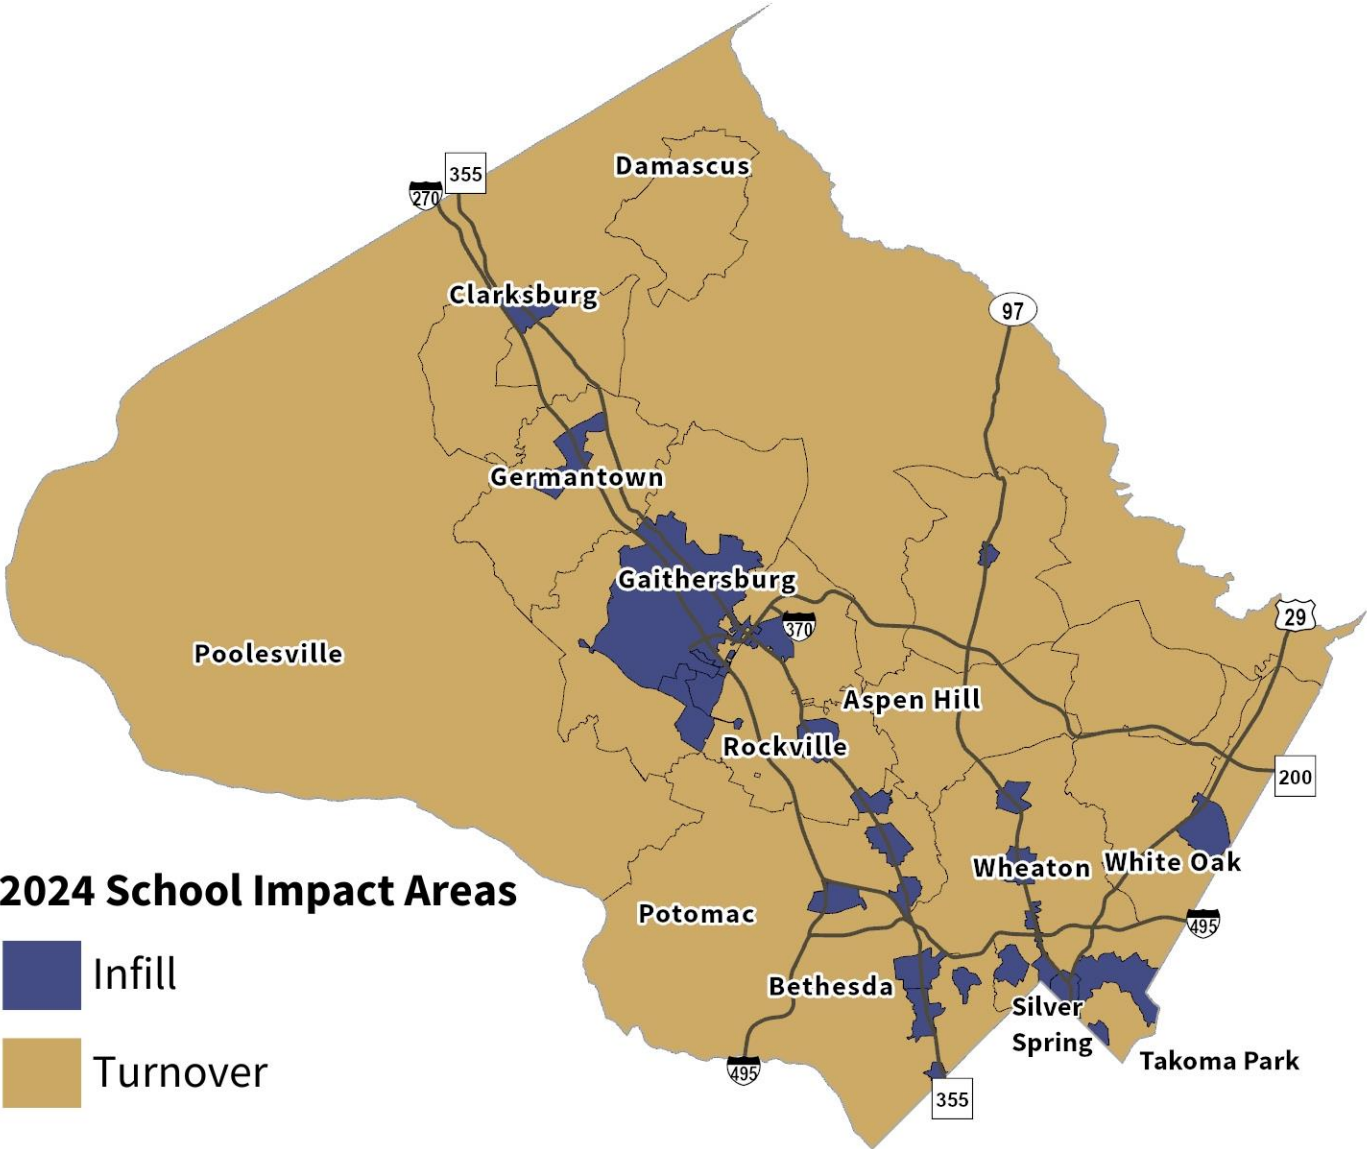 Damascus
355
270
Clarksburg
97
Germantown
Gaithersburg
29
370
Poolesville
Aspen Hill
Rockville
200
2024 School Impact Areas
Wheaton
White Oak
Potomac
495
Infill
Bethesda
Silver
Spring
Takoma Park
Turnover
495
355